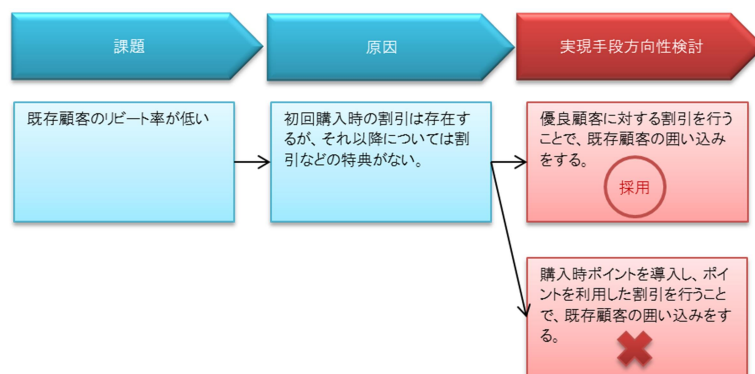 課題
原因
実現手段方向性検討
既存顧客のリピート率が低い
初回購入時の割引は存在す
るが、それ以降については割
引などの特典がない。
優良顧客に対する割引を行う
ことで、既存顧客の囲い込み
をする。
採用
購入時ポイントを導入し、ポイ
ントを利用した割引を行うこと
で、既存顧客の囲い込みをす
る。